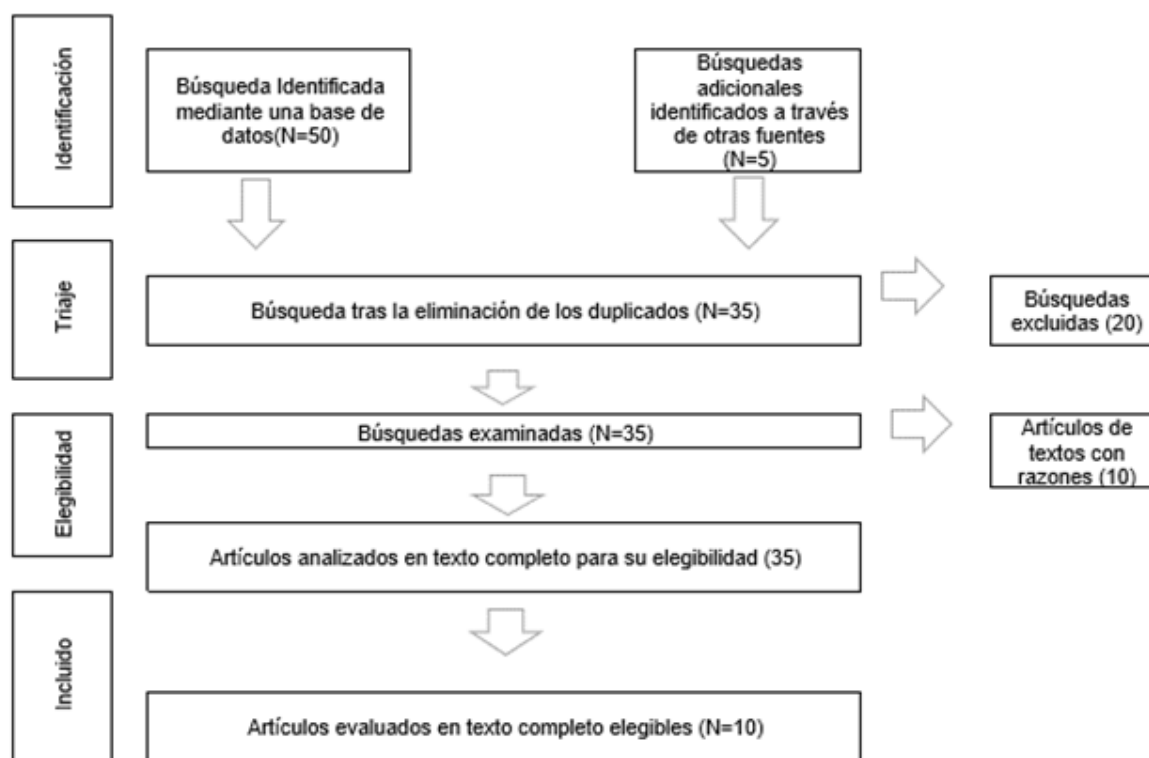 Identificación
Búsqueda Identificada
mediante una base de
datos(N=50)
Búsquedas
adicionales
identificados a través
de otras fuentes
(N=5)
Triaje
Búsqueda tras la eliminación de los duplicados (N=35)
Búsquedas
excluidas (20)
Elegibilidad
Búsquedas examinadas (N=35)
Artículos de
textos con
razones (10)
Artículos analizados en texto completo para su elegibilidad (35)
Incluido
Artículos evaluados en texto completo elegibles (N=10)